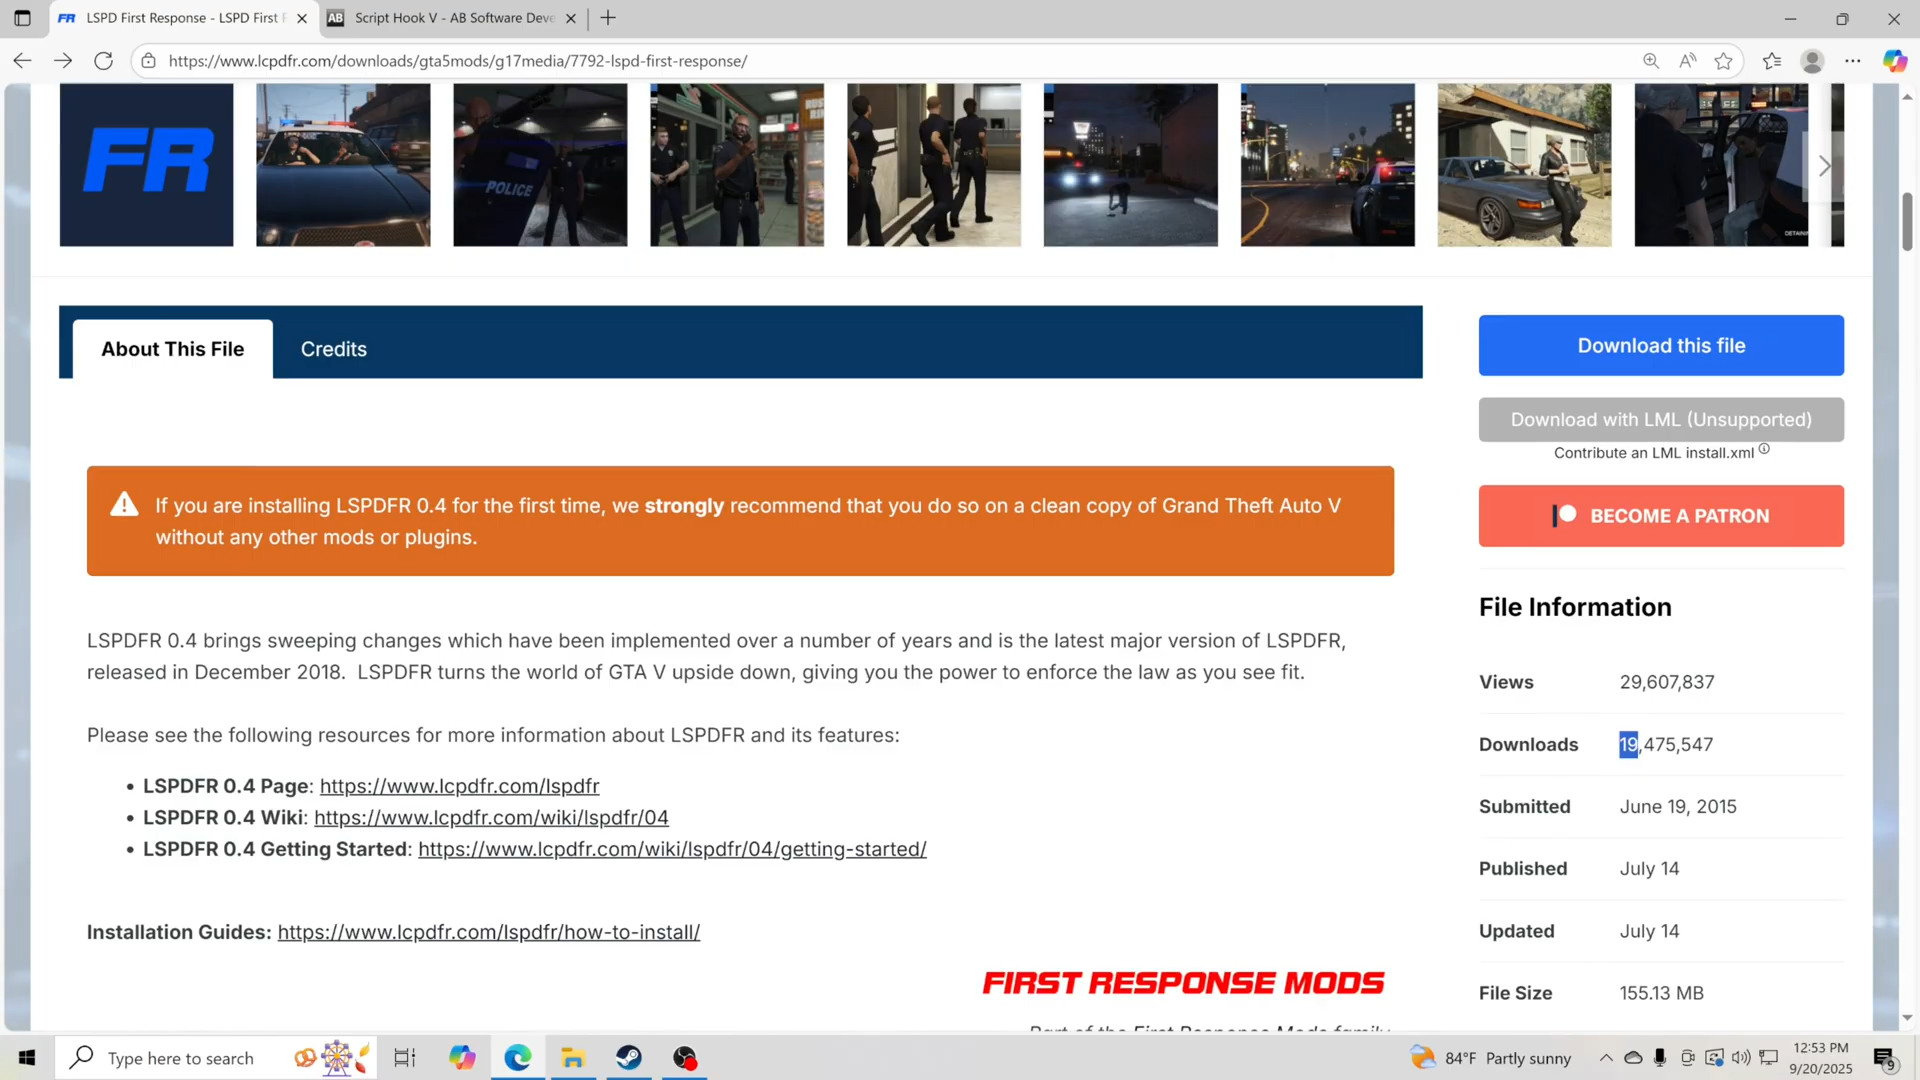 LSPD First Response - LSPD First R
Script Hook V - AB Software Deve
https://www.lcpdfr.com/downloads/gta5mods/g17media/7792-lspd-first-response/
FR
POLICE
About This File
Credits
Download this file
Download with LML (Unsupported)
Contribute an LML install.xml
BECOME A PATRON
If you are installing LSPDFR 0.4 for the first time, we strongly recommend that you do so on a clean copy of Grand Theft Auto V
without any other mods or plugins.
LSPDFR 0.4 brings sweeping changes which have been implemented over a number of years and is the latest major version of LSPDFR,
released in December 2018. LSPDFR turns the world of GTA V upside down, giving you the power to enforce the law as you see fit.
Please see the following resources for more information about LSPDFR and its features:
• LSPDFR 0.4 Page: https://www.lcpdfr.com/lspdfr
• LSPDFR 0.4 Wiki: https://www.lcpdfr.com/wiki/lspdfr/04
• LSPDFR 0.4 Getting Started: https://www.lcpdfr.com/wiki/lspdfr/04/getting-started/
Installation Guides: https://www.lcpdfr.com/lspdfr/how-to-install/
FIRST RESPONSE MODS
Part of the First Response Mods family
File Information
Views 29,607,837
Downloads 19,475,547
Submitted June 19, 2015
Published July 14
Updated July 14
File Size 155.13 MB
Type here to search
84°F Partly sunny
12:53 PM
9/20/2025
9